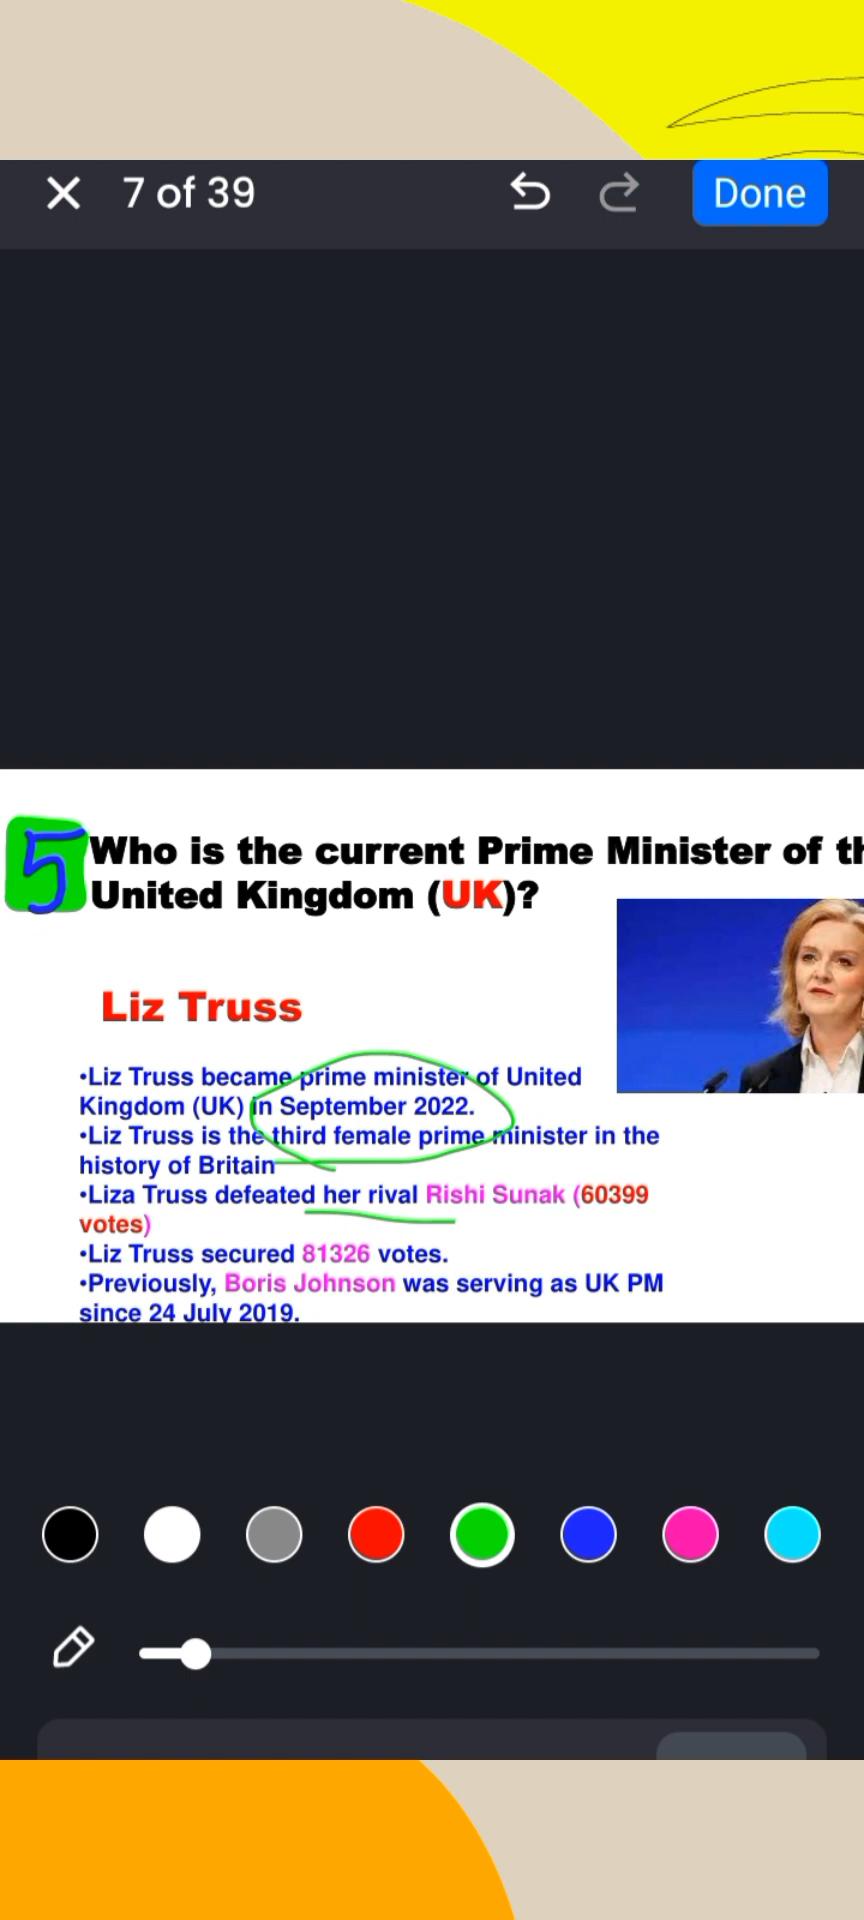 7 of 39
Done
5
Who is the current Prime Minister of th
United Kingdom (UK)?
Liz Truss
•Liz Truss became prime minister of United
Kingdom (UK) in September 2022.
•Liz Truss is the third female prime minister in the
history of Britain
•Liza Truss defeated her rival Rishi Sunak (60399
votes)
•Liz Truss secured 81326 votes.
•Previously, Boris Johnson was serving as UK PM
since 24 July 2019.